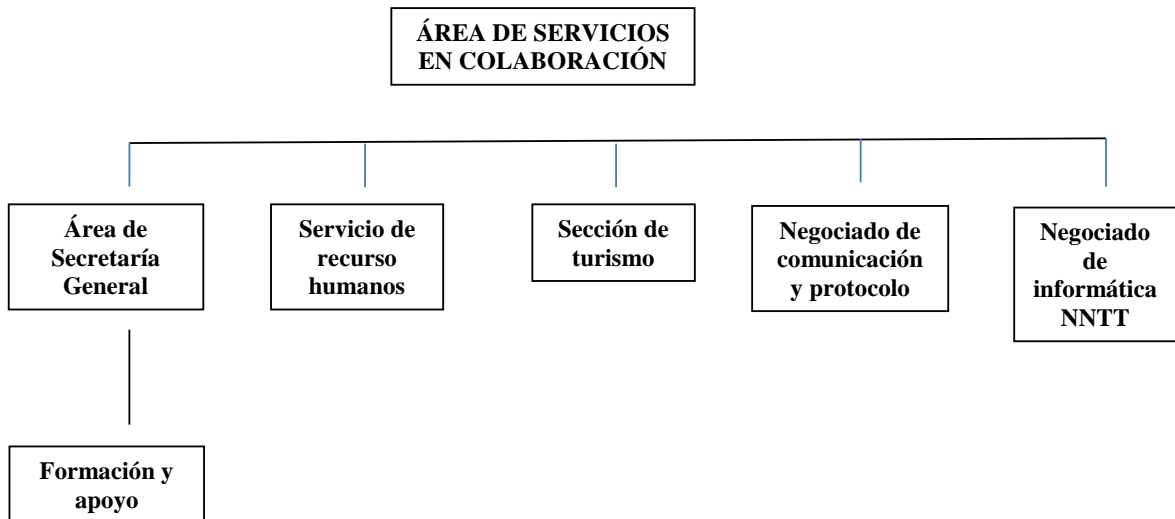 ÁREA DE SERVICIOS
EN COLABORACIÓN
Área de
Secretaría
General
Servicio de
recurso
humanos
Sección de
turismo
Negociado de
comunicación
y protocolo
Negociado
de
informática
NNTT
Formación y
apoyo